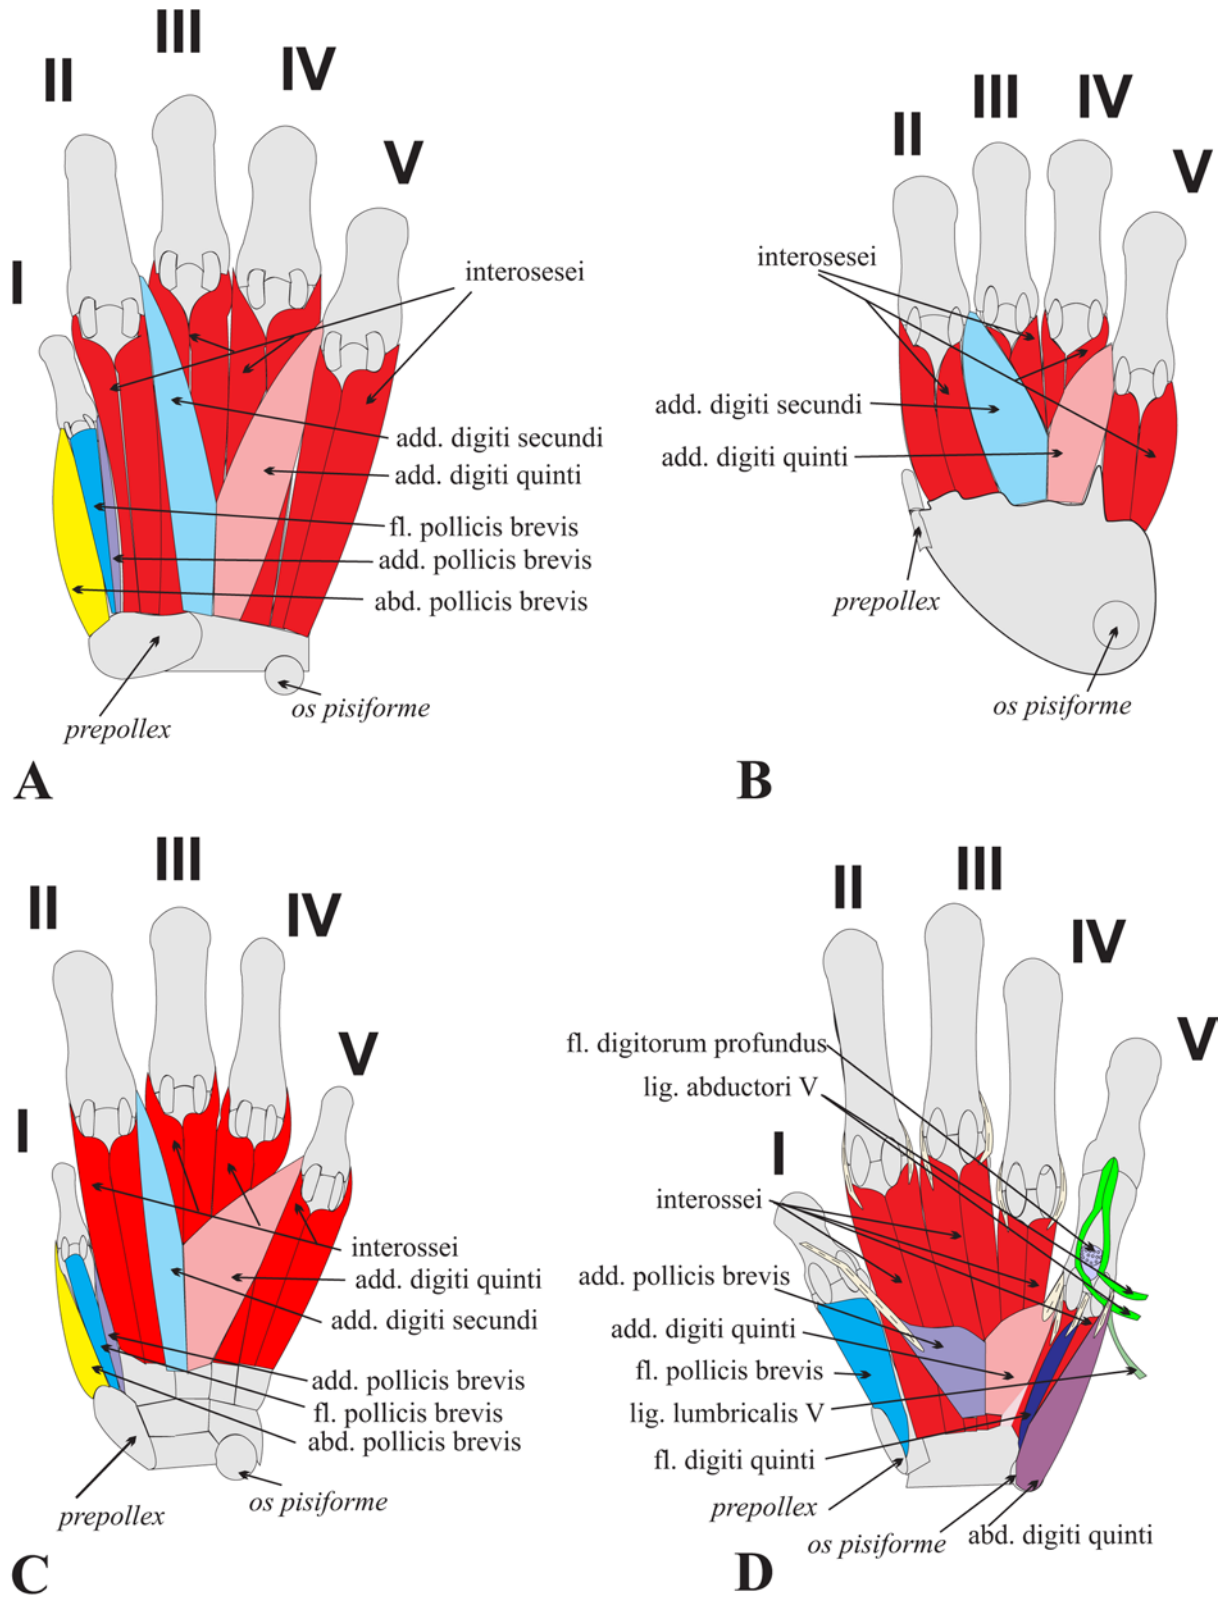 III
II
IV
V
I
interosesei
add. digiti secundi
add. digiti quinti
fl. pollicis brevis
add. pollicis brevis
abd. pollicis brevis
os pisiforme
prepollex
A
III
IV
II
V
interosesei
add. digiti secundi
add. digiti quinti
prepollex
os pisiforme
B
III
II
IV
V
I
interossei
add. digiti quinti
add. digiti secundi
add. pollicis brevis
fl. pollicis brevis
abd. pollicis brevis
os pisiforme
prepollex
C
III
II
IV
V
fl. digitorum profundus
lig. abductori V
I
interossei
add. pollicis brevis
add. digiti quinti
fl. pollicis brevis
lig. lumbricalis V
fl. digiti quinti
prepollex
os pisiforme
abd. digiti quinti
D